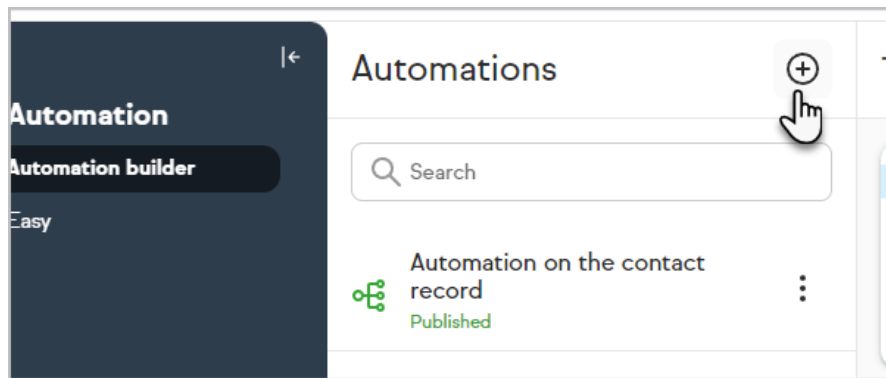 Automation
Automation builder
Easy
Automations
Search
Automation on the contact
record
Published